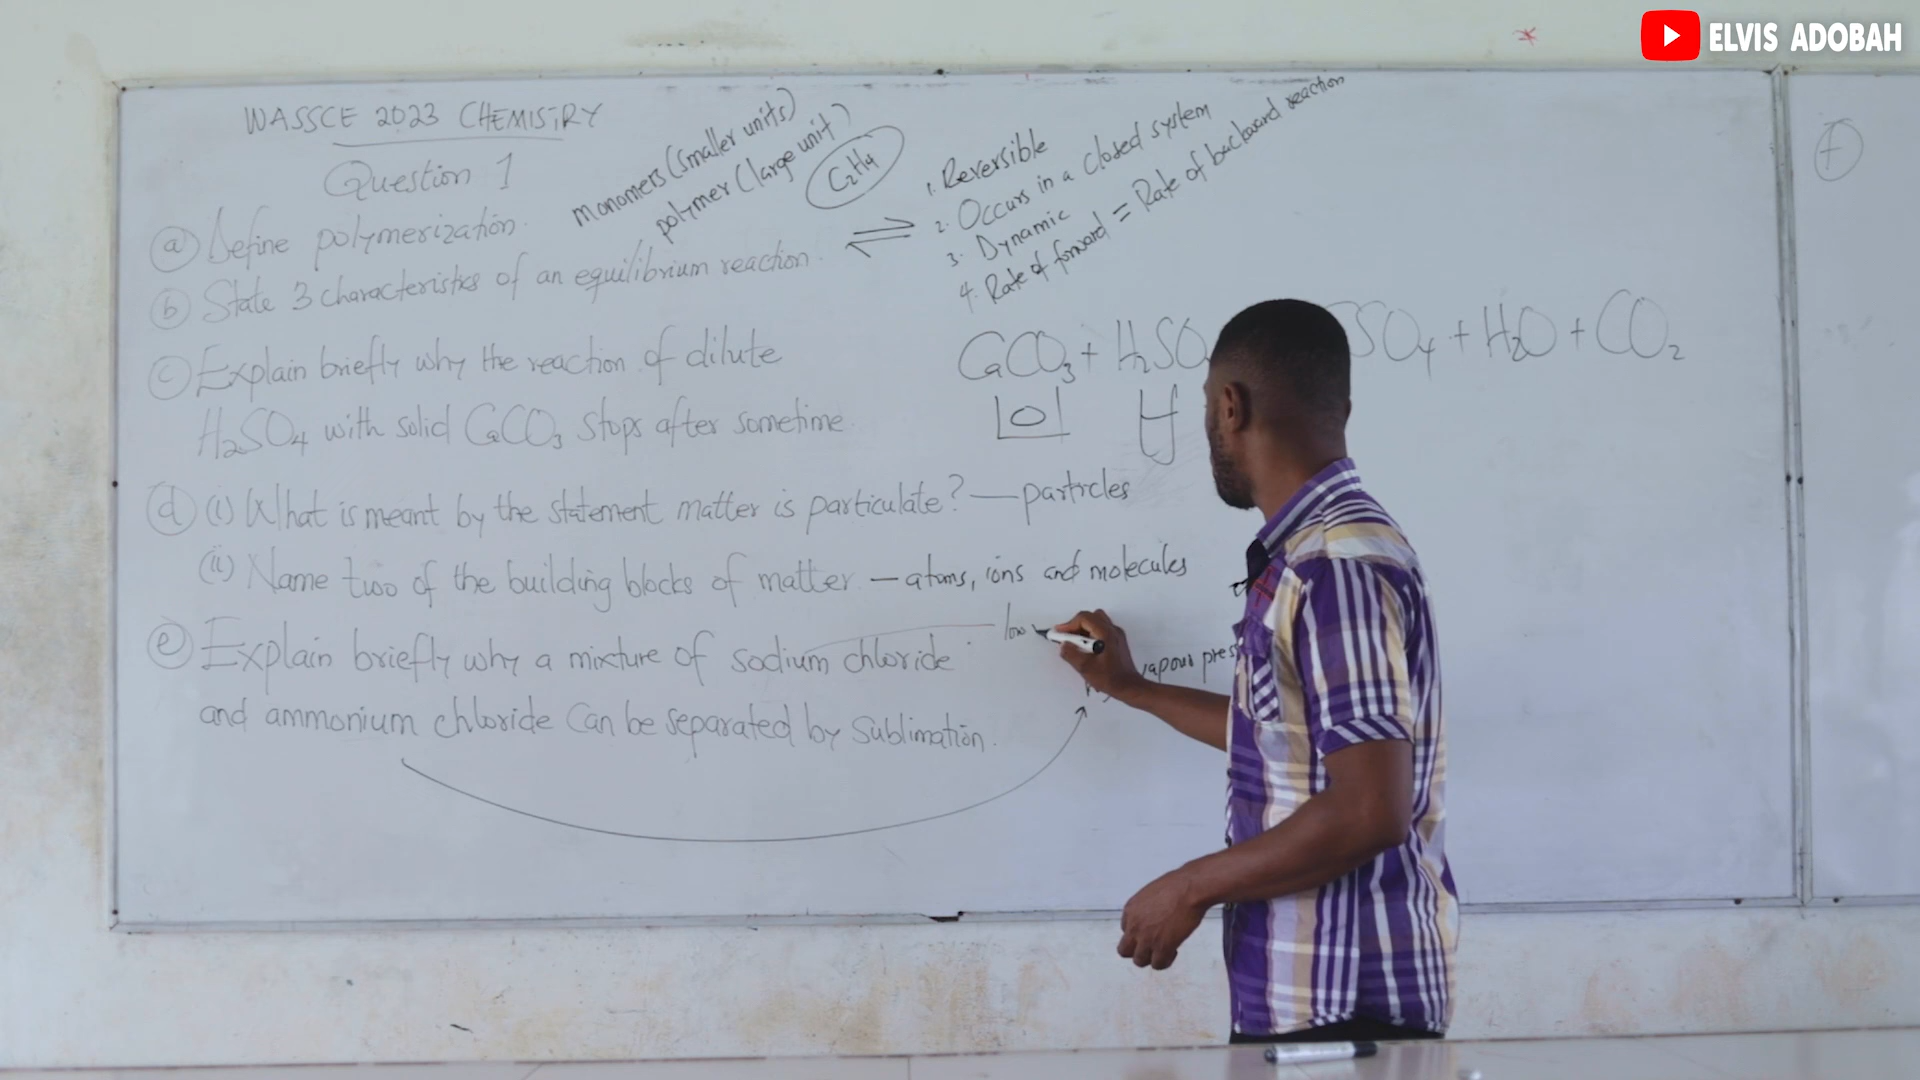 ELVIS ADOBAH
WASSCE 2023 CHEMISTRY
Question 1
(a) Define polymerization.
monomers (smaller units)
polymer (large unit)
C2H4
(b) State 3 characteristics of an equilibrium reaction.
⇌
1. Reversible
2. Occurs in a closed system
3. Dynamic
4. Rate of forward = Rate of backward reaction
(c) Explain briefly why the reaction of dilute
H2SO4 with solid CaCO3 stops after sometime.
CaCO3 + H2SO SO4 + H2O + CO2
(d) (i) What is meant by the statement matter is particulate? — particles
(ii) Name two of the building blocks of matter — atoms, ions and molecules
(e) Explain briefly why a mixture of sodium chloride
low
vapour pres
and ammonium chloride can be separated by sublimation.
(f)